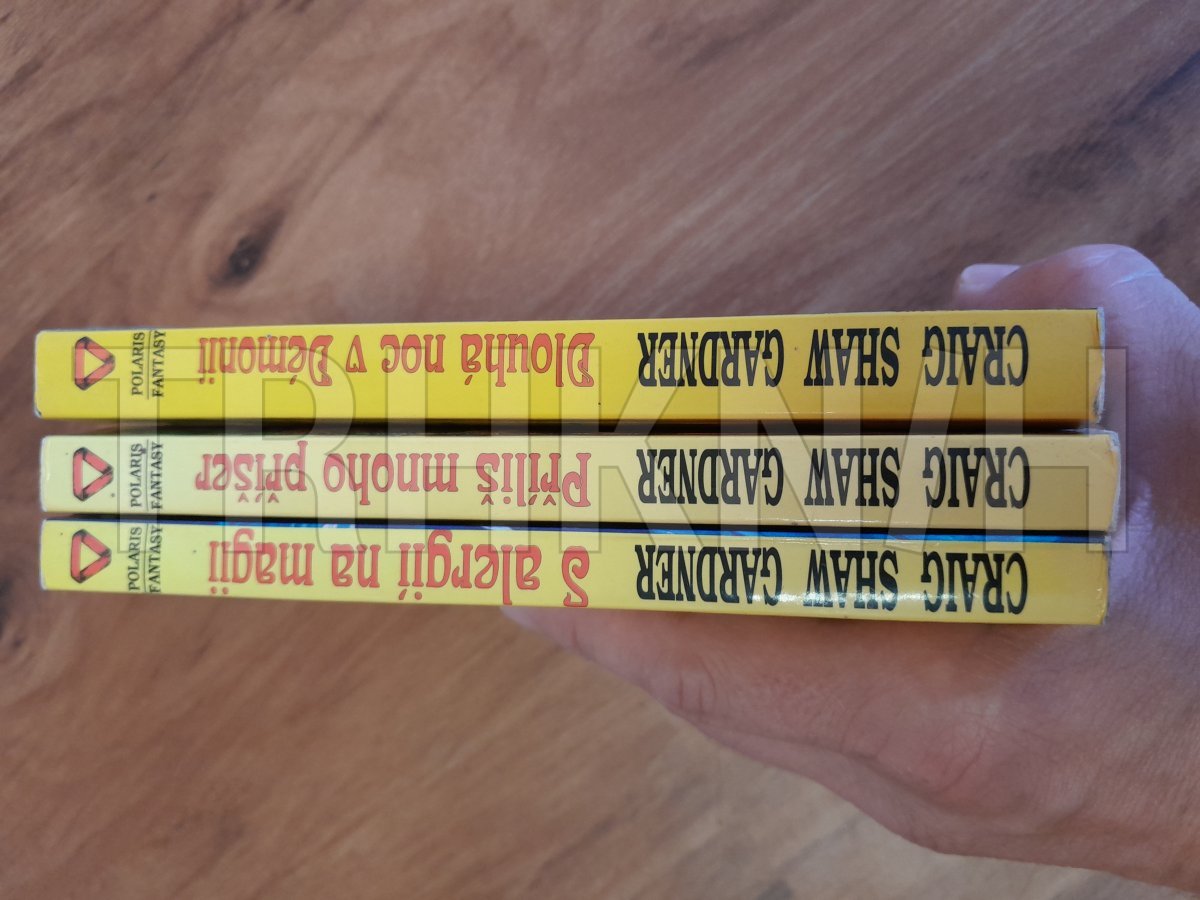 CRAIG SHAW GARDNER
Dlouhá noc v Démonii
POLARIS
FANTASY
CRAIG SHAW GARDNER
Příliš mnoho příšer
POLARIS
FANTASY
CRAIG SHAW GARDNER
S alergií na magii
POLARIS
FANTASY
TRHKNIH